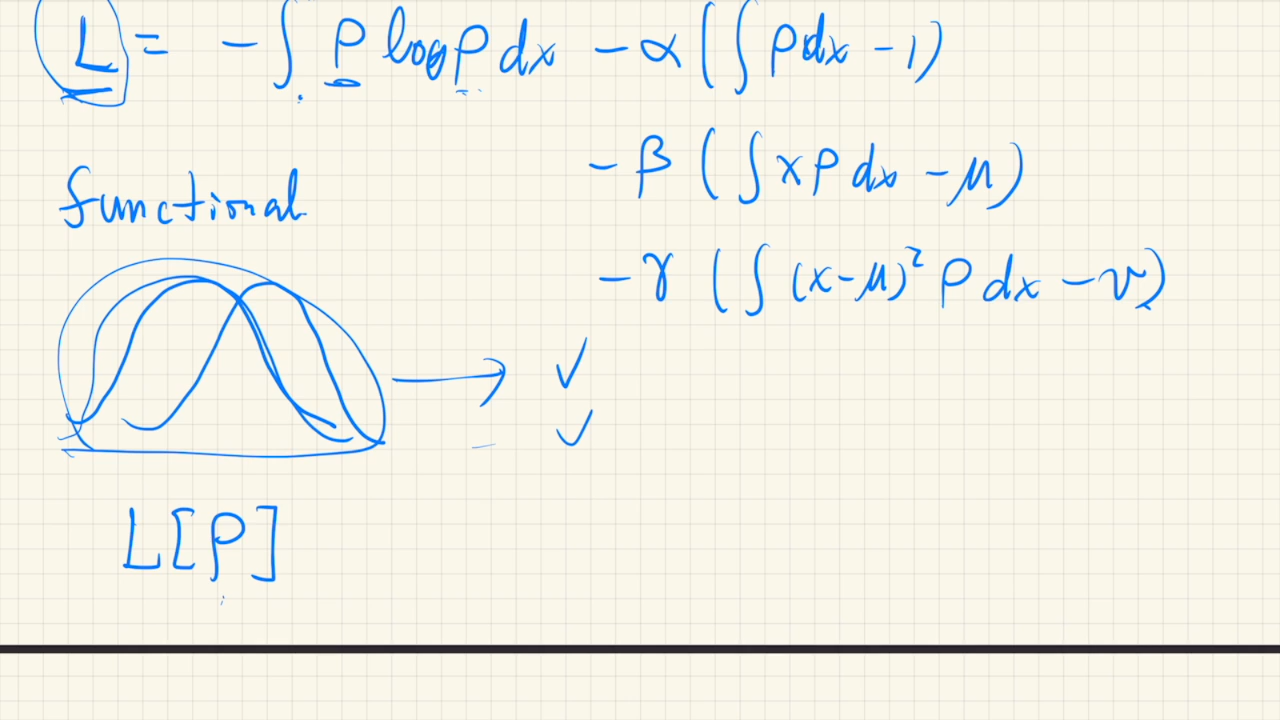 L = - ∫ ρ log ρ dx - α ( ∫ ρ dx - 1 )
- β ( ∫ x ρ dx - μ )
functional
- γ ( ∫ (x - μ)² ρ dx - v )
L[ρ]